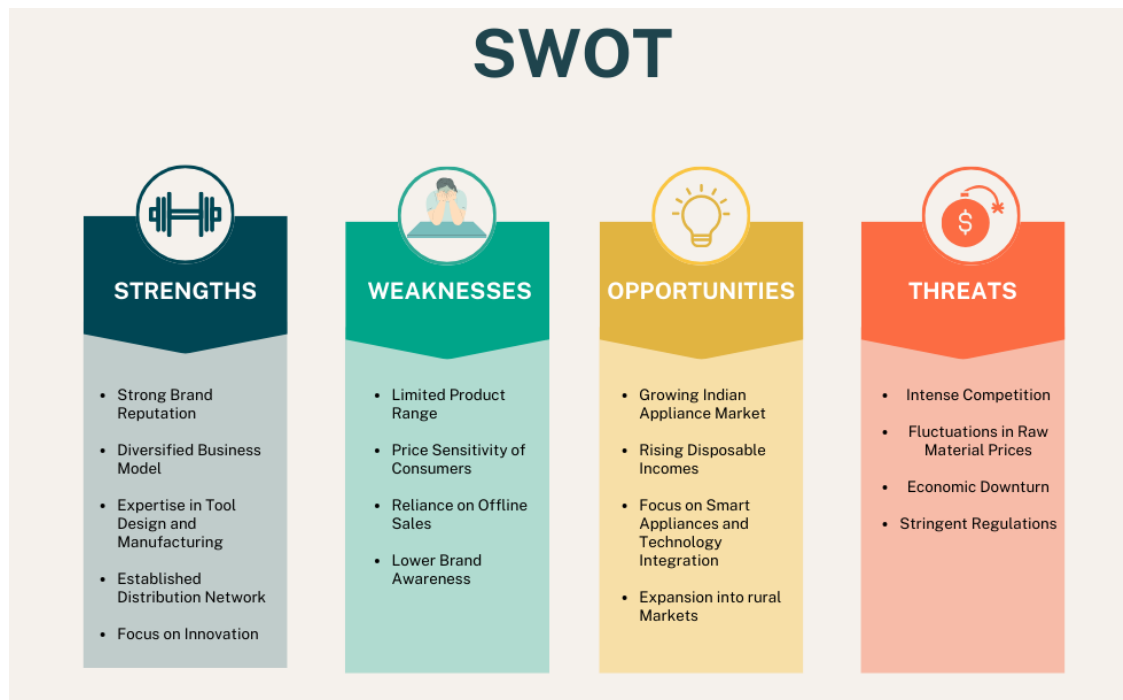 SWOT
STRENGTHS
• Strong Brand
Reputation
• Diversified Business
Model
• Expertise in Tool
Design and
Manufacturing
• Established
Distribution Network
• Focus on Innovation
WEAKNESSES
• Limited Product
Range
• Price Sensitivity of
Consumers
• Reliance on Offline
Sales
• Lower Brand
Awareness
OPPORTUNITIES
• Growing Indian
Appliance Market
• Rising Disposable
Incomes
• Focus on Smart
Appliances and
Technology
Integration
• Expansion into rural
Markets
$
THREATS
• Intense Competition
• Fluctuations in Raw
Material Prices
• Economic Downturn
• Stringent Regulations